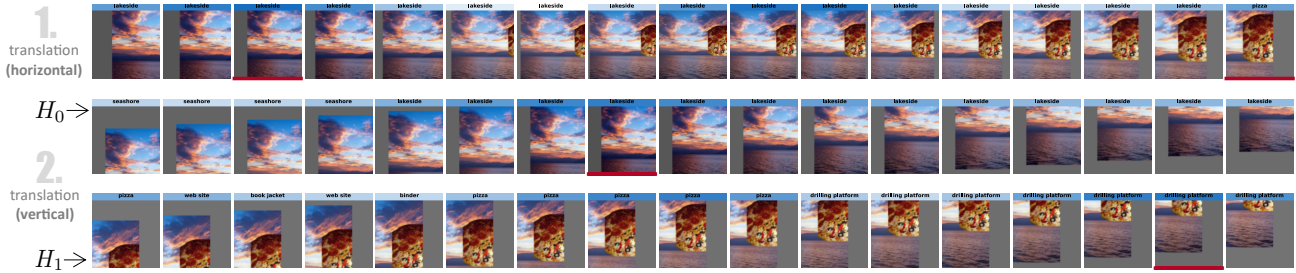 1.
translation
(horizontal)
lakeside lakeside lakeside lakeside lakeside lakeside lakeside lakeside lakeside lakeside lakeside lakeside lakeside lakeside lakeside lakeside pizza
H₀→
seashore seashore seashore seashore lakeside lakeside lakeside lakeside lakeside lakeside lakeside lakeside lakeside lakeside lakeside lakeside lakeside
2.
translation
(vertical)
pizza web site book jacket web site binder pizza pizza pizza pizza pizza drilling platform drilling platform drilling platform drilling platform drilling platform drilling platform drilling platform
H₁→